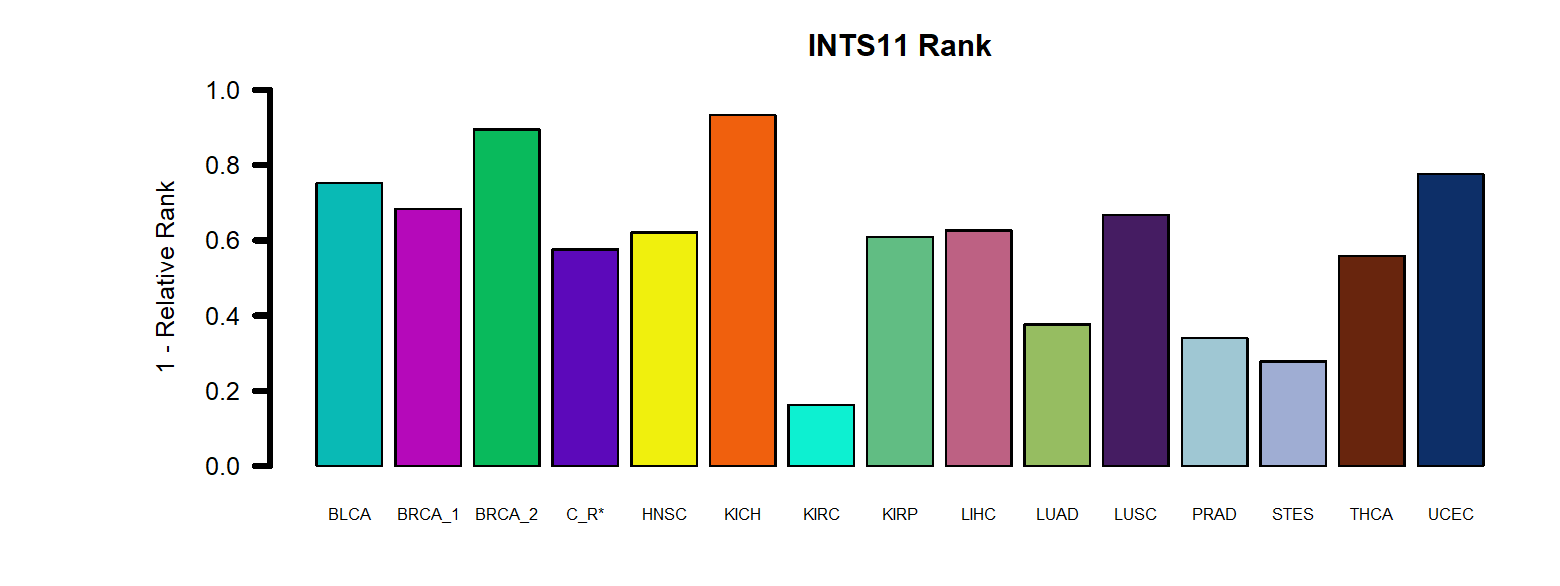 INTS11 Rank
1 - Relative Rank
1.0
0.8
0.6
0.4
0.2
0.0
BLCA BRCA_1 BRCA_2 C_R* HNSC KICH KIRC KIRP LIHC LUAD LUSC PRAD STES THCA UCEC